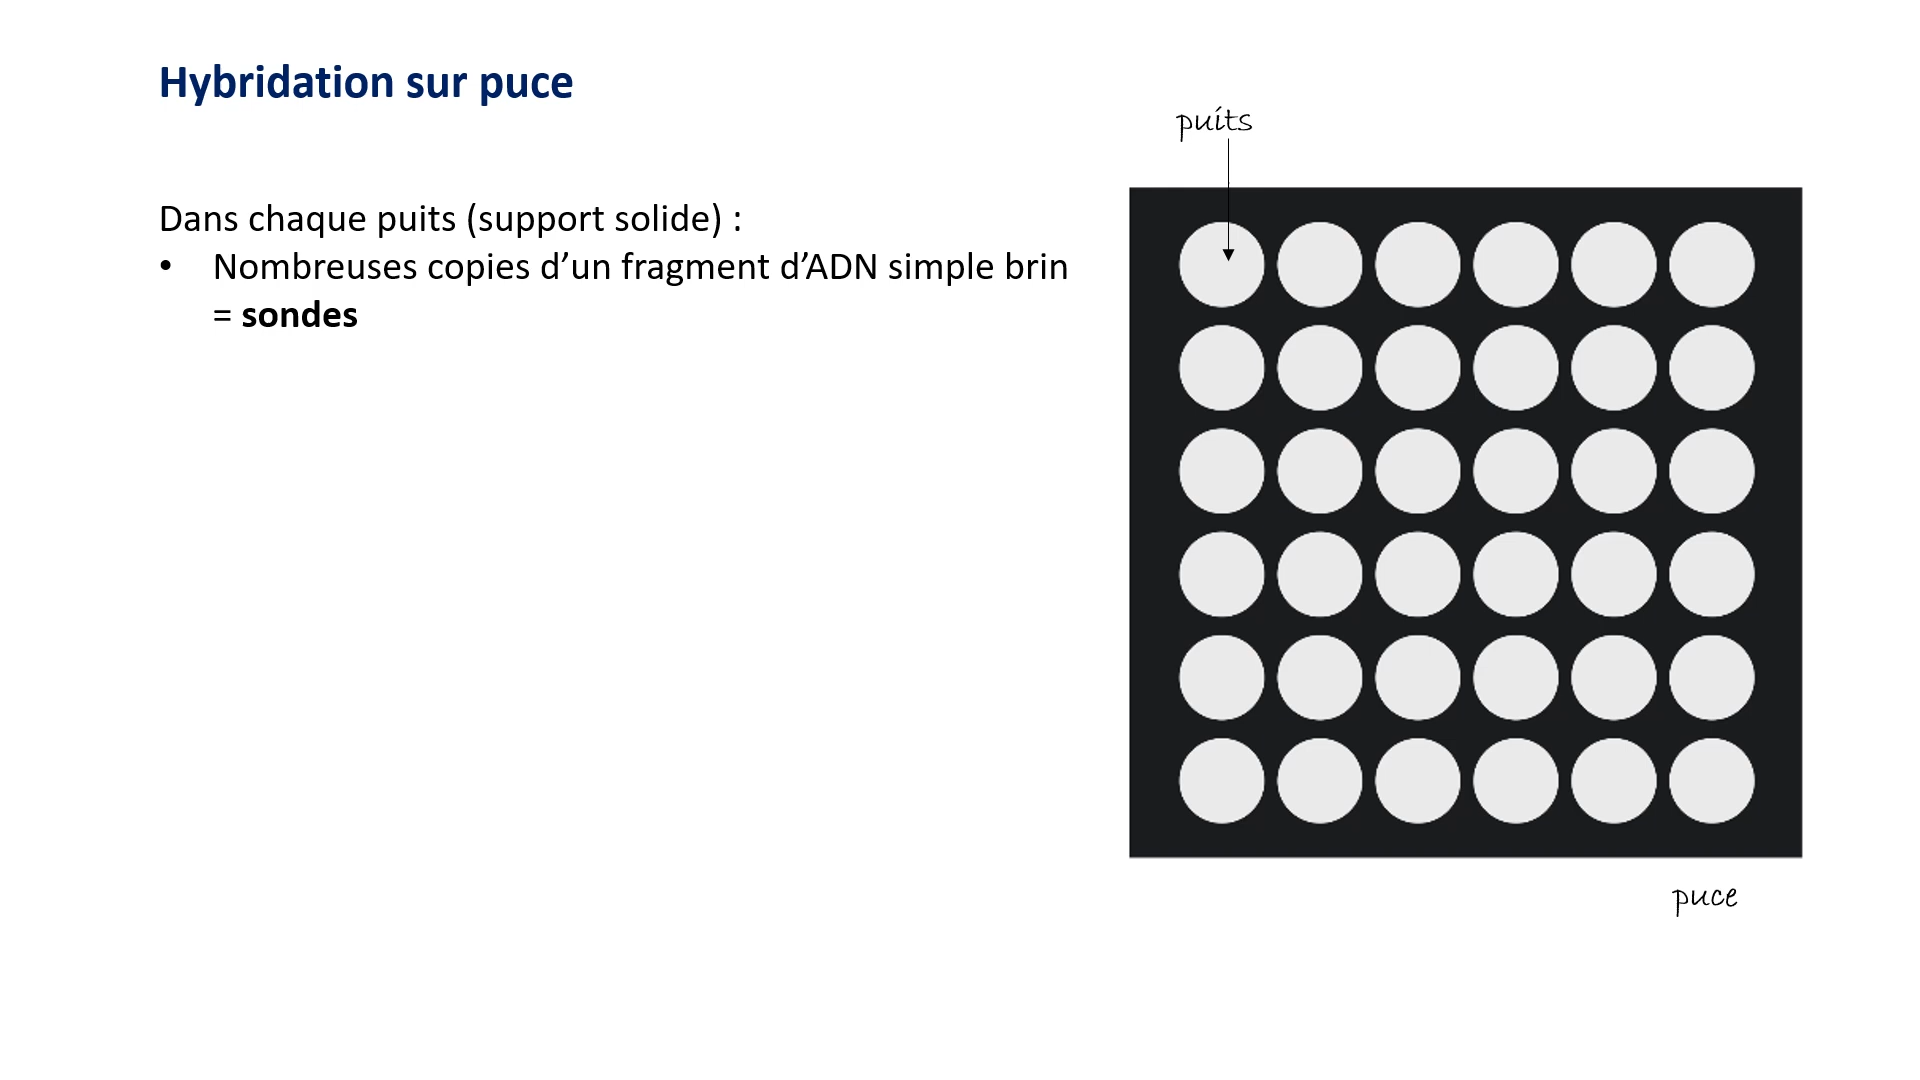 Hybridation sur puce
puits
Dans chaque puits (support solide) :
• Nombreuses copies d’un fragment d’ADN simple brin
= sondes
puce